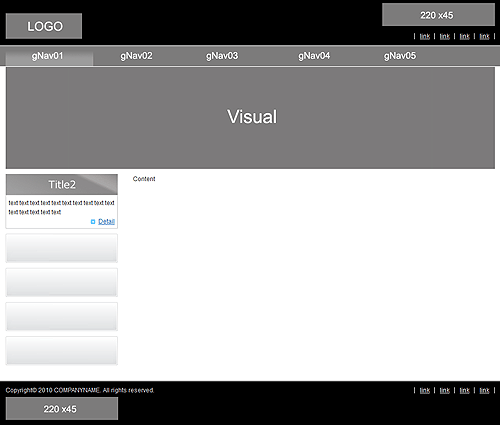 LOGO
220 x45
| link | link | link | link |
gNav01 gNav02 gNav03 gNav04 gNav05
Visual
Title2
text text text text text text text text text text
text text text text text
Detail
Content
Copyright© 2010 COMPANYNAME. All rights reserved.
| link | link | link | link |
220 x45